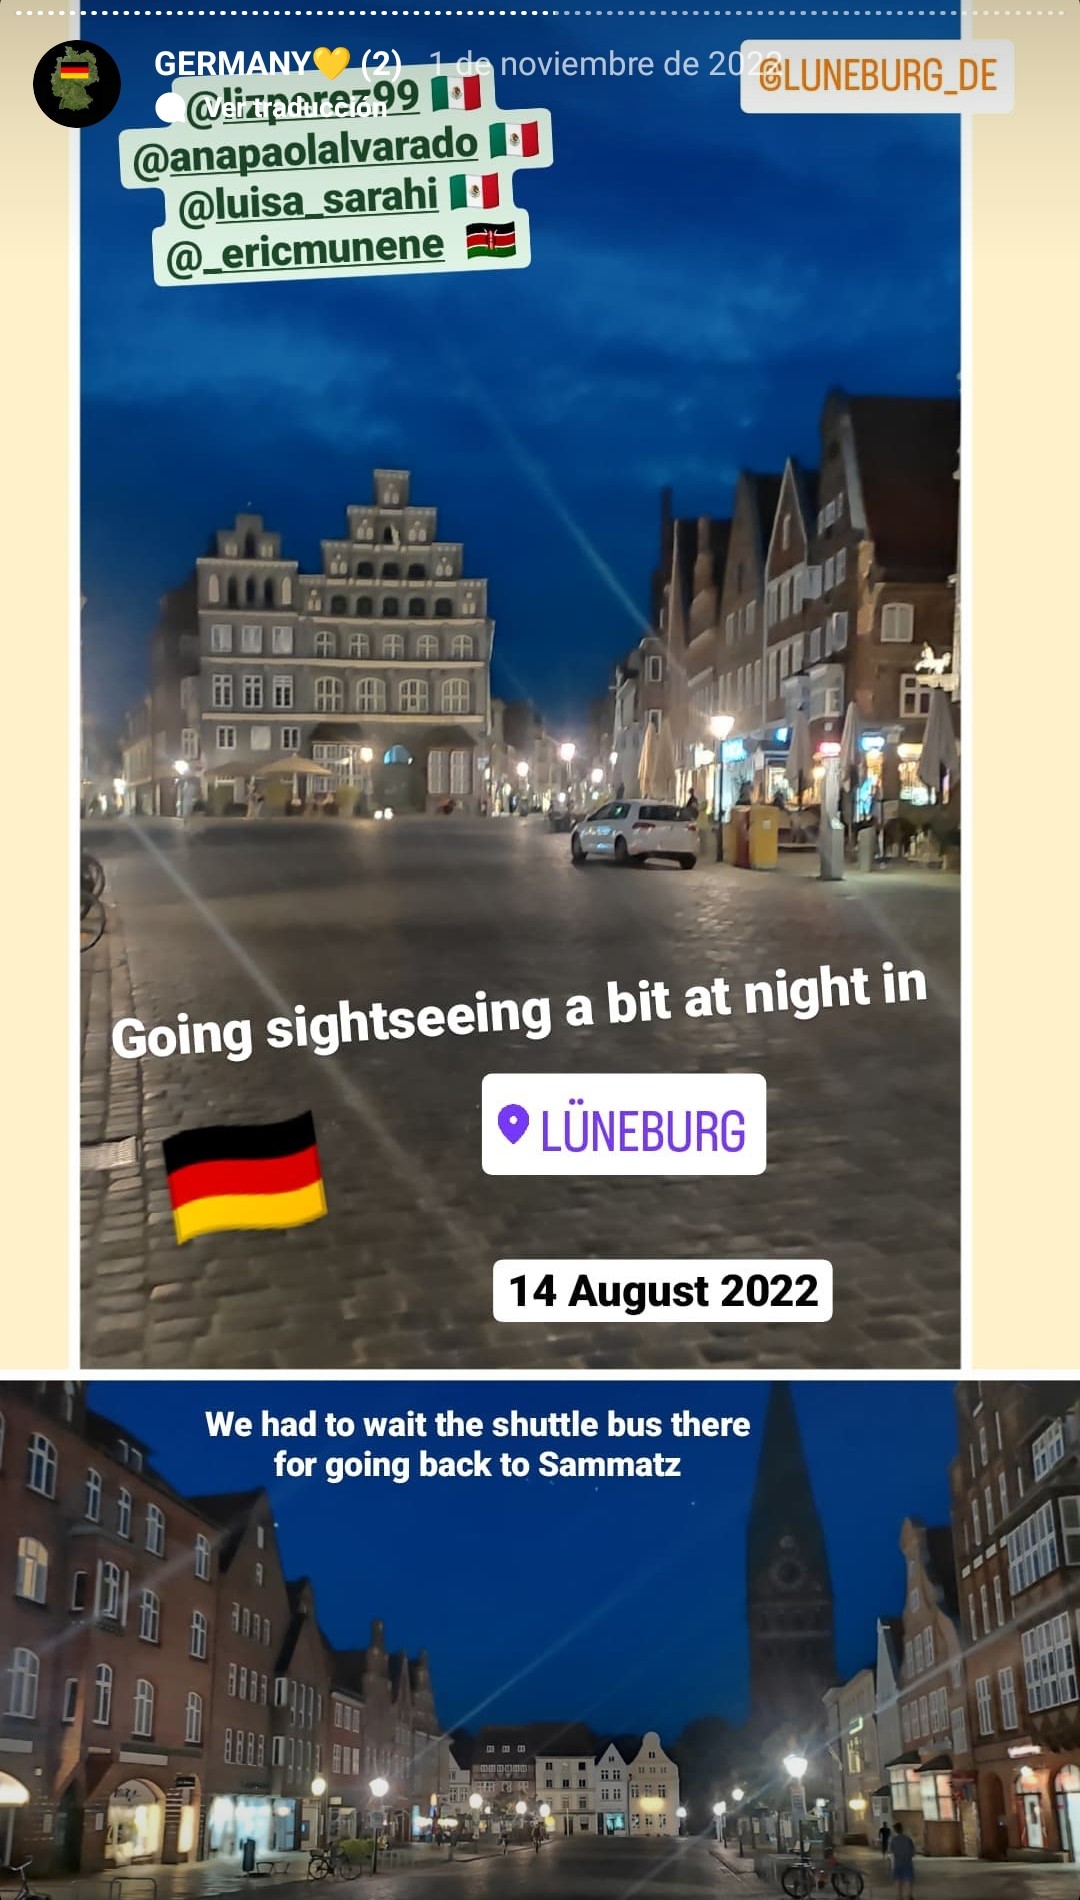 GERMANY💛 (2) 1 de noviembre de 2022
Ver traducción
@LUNEBURG_DE
@lizperez99 🇲🇽
@anapaolalvarado 🇲🇽
@luisa_sarahi 🇲🇽
@_ericmunene 🇰🇪
Going sightseeing a bit at night in
LÜNEBURG
14 August 2022
We had to wait the shuttle bus there
for going back to Sammatz